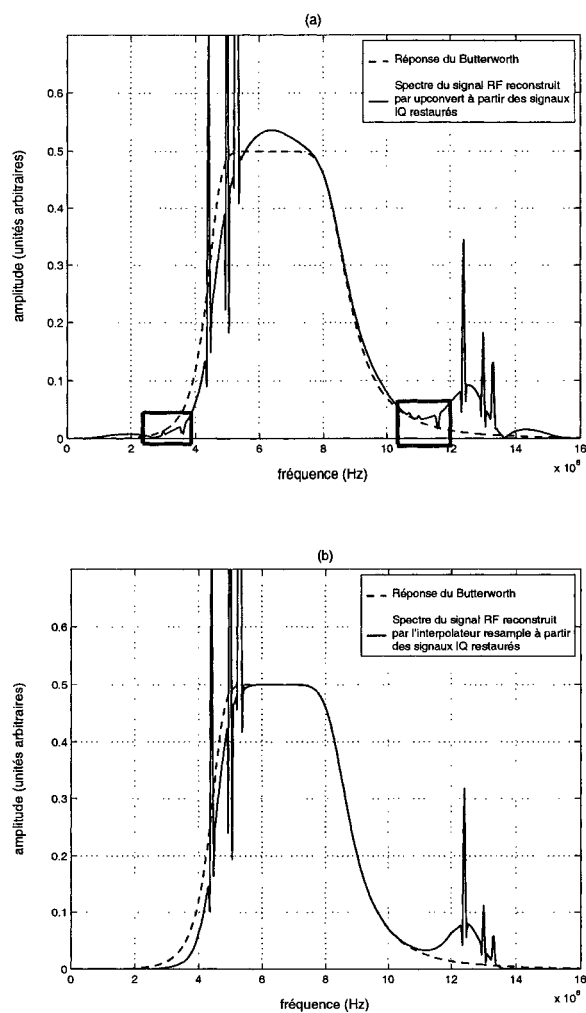 (a)
Réponse du Butterworth
Spectre du signal RF reconstruit
par upconvert à partir des signaux
IQ restaurés
amplitude (unités arbitraires)
0.6
0.5
0.4
0.3
0.2
0.1
0
0 2 4 6 8 10 12 14 16
x 10⁶
fréquence (Hz)
(b)
Réponse du Butterworth
Spectre du signal RF reconstruit
par l'interpolateur resample à partir
des signaux IQ restaurés
amplitude (unités arbitraires)
0.6
0.5
0.4
0.3
0.2
0.1
0
0 2 4 6 8 10 12 14 16
x 10⁶
fréquence (Hz)